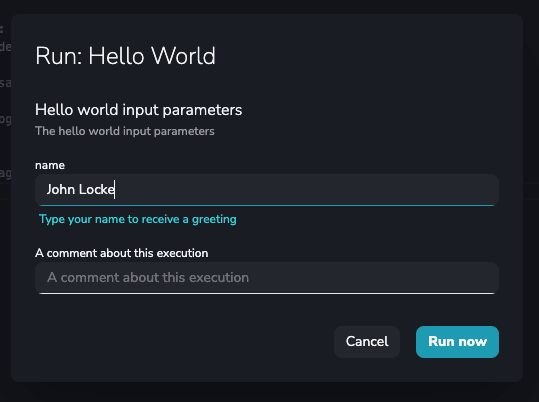 Run: Hello World
Hello world input parameters
The hello world input parameters
name
John Locke
Type your name to receive a greeting
A comment about this execution
A comment about this execution
Cancel
Run now